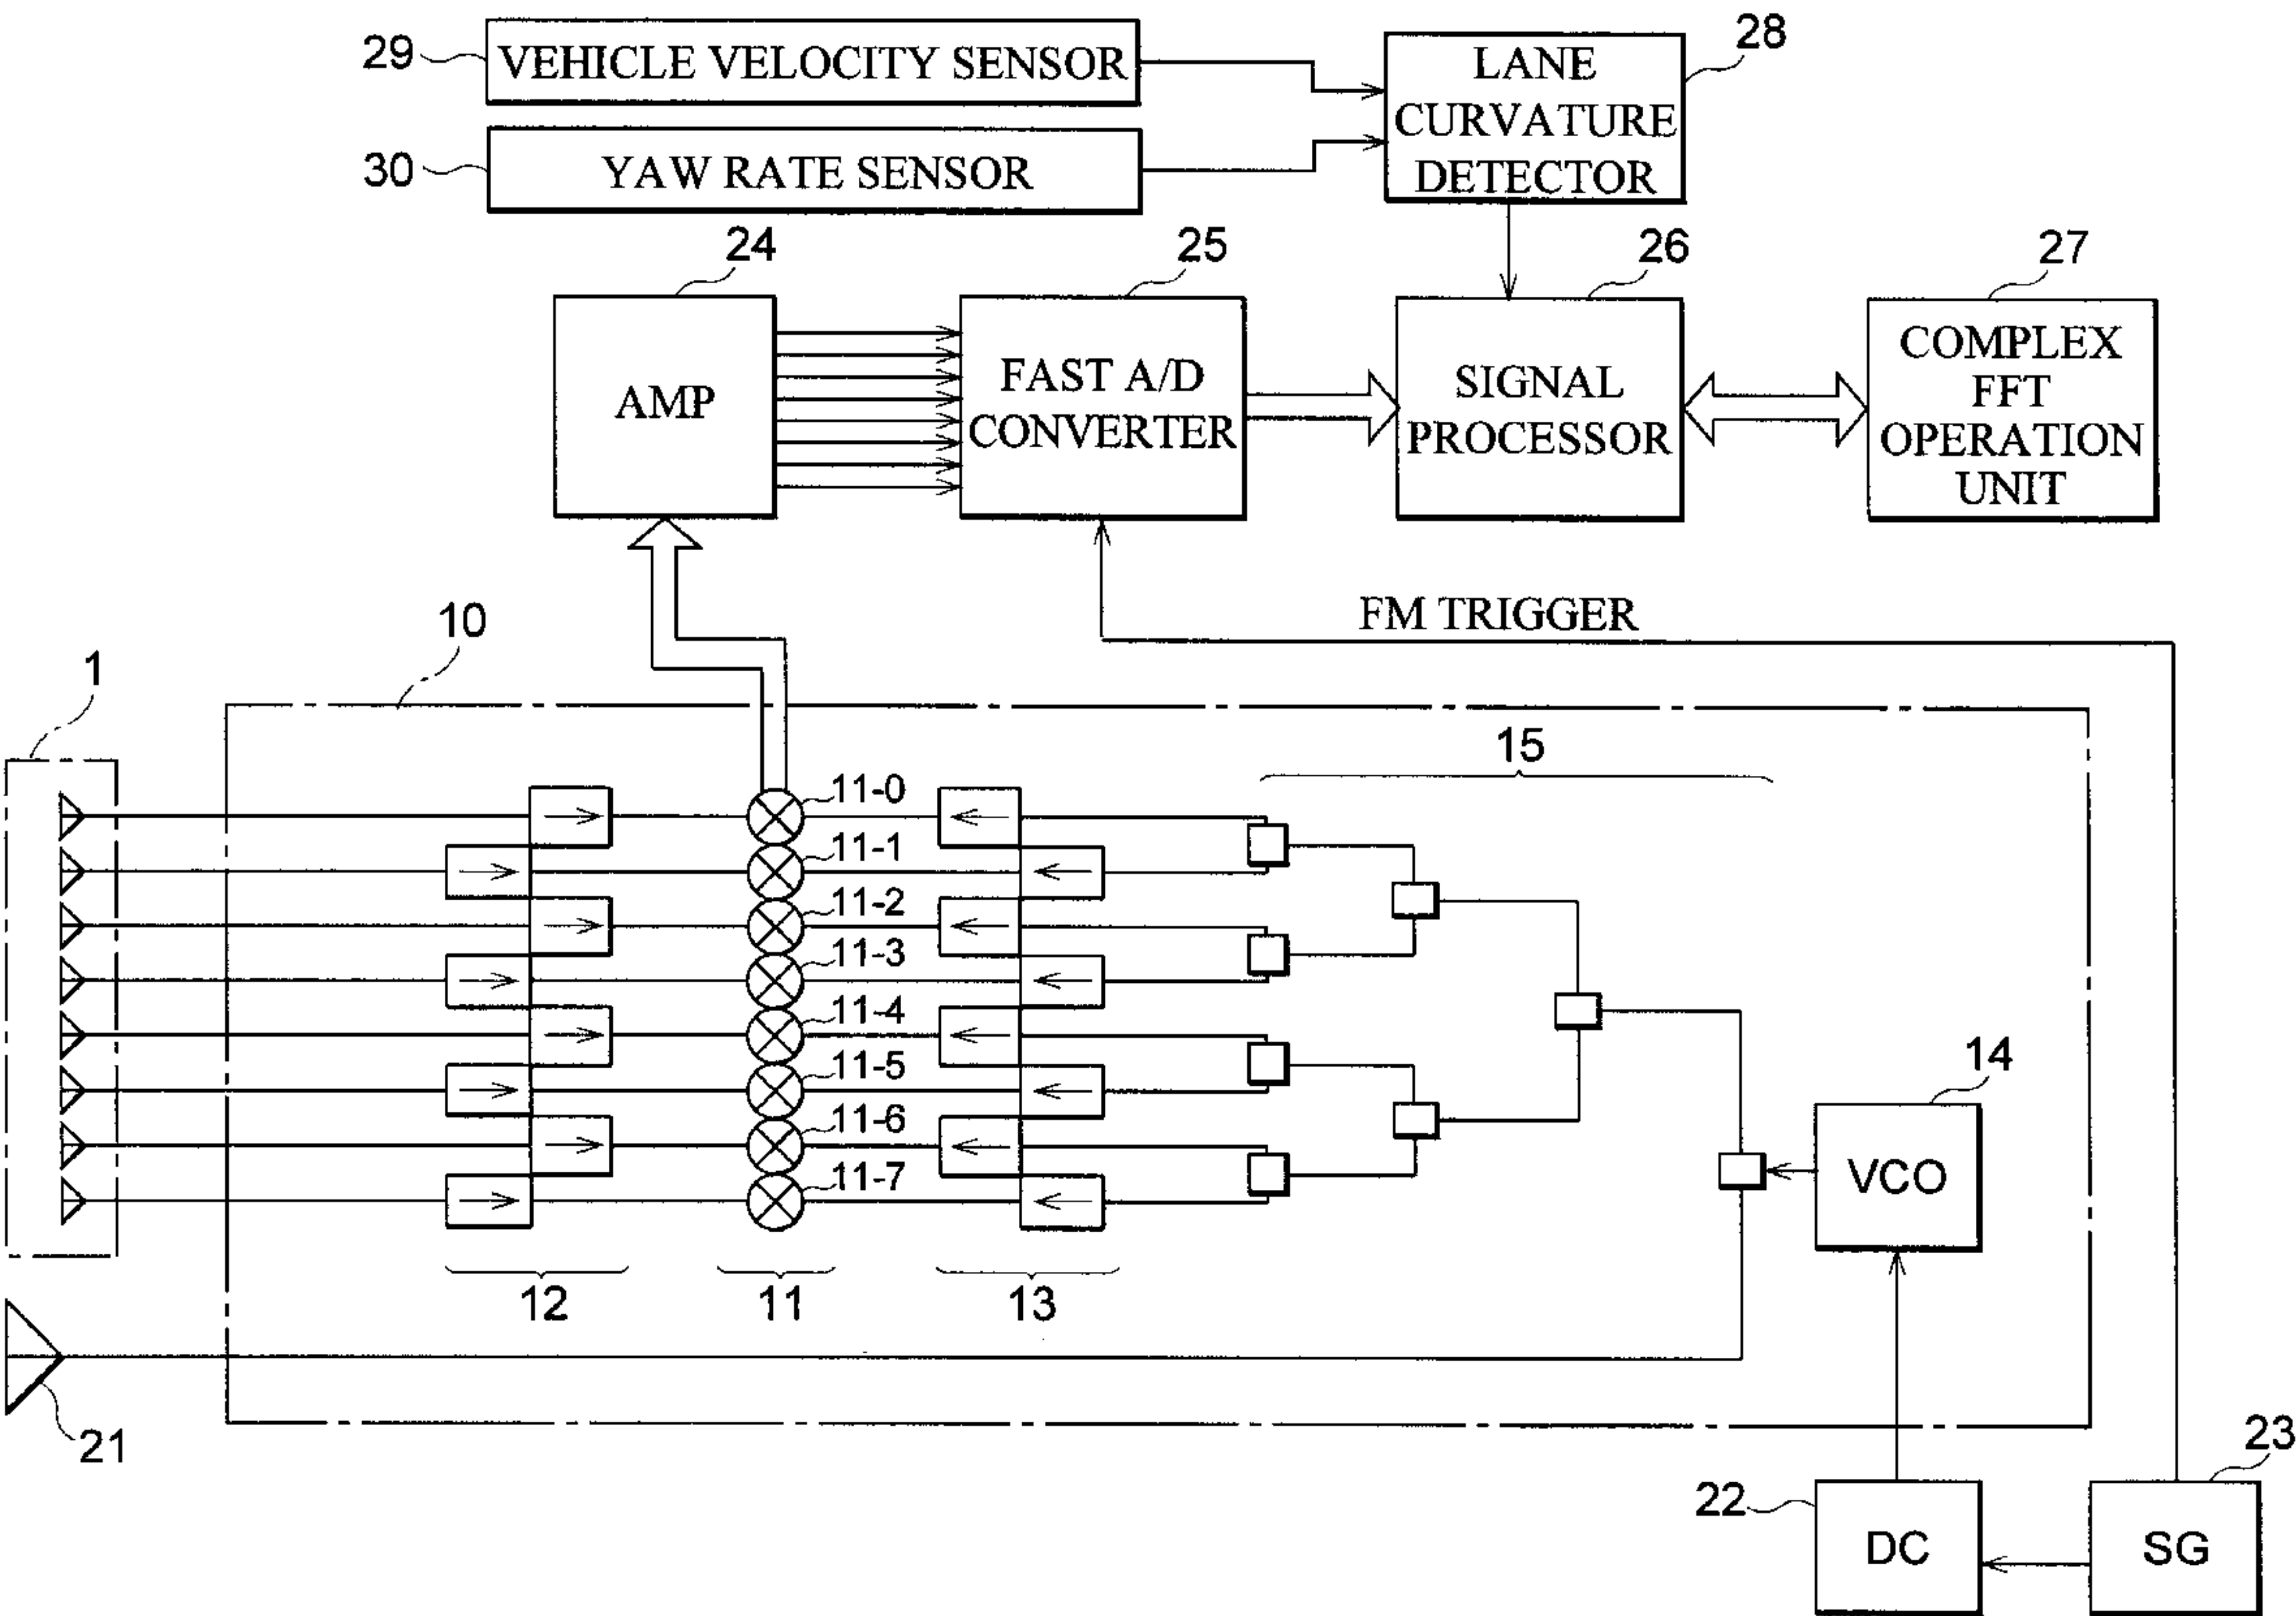 29
VEHICLE VELOCITY SENSOR
LANE
CURVATURE
DETECTOR
28
30
YAW RATE SENSOR
24
25
26
27
AMP
FAST A/D
CONVERTER
SIGNAL
PROCESSOR
COMPLEX
FFT
OPERATION
UNIT
FM TRIGGER
10
1
15
11-0
11-1
11-2
11-3
11-4
11-5
11-6
11-7
14
VCO
12
11
13
21
22
DC
23
SG